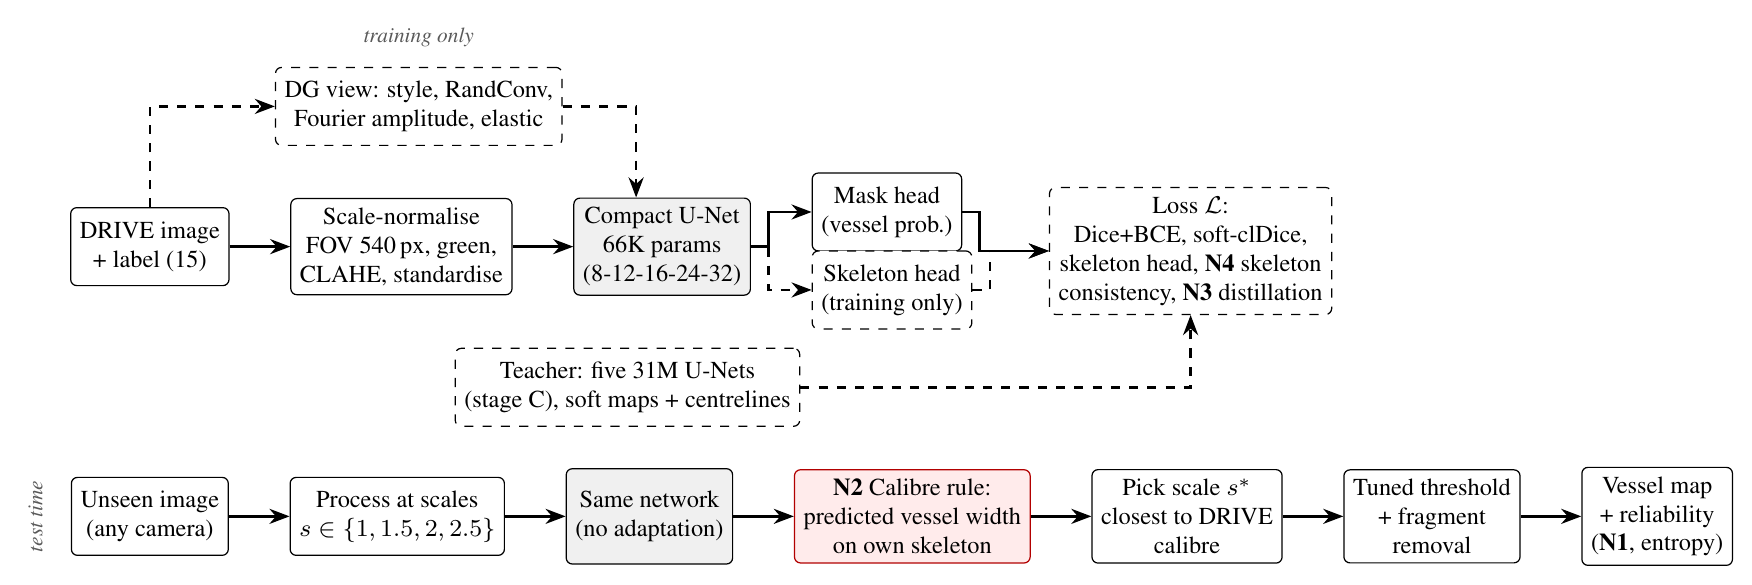 training only
DG view: style, RandConv,
Fourier amplitude, elastic
DRIVE image
+ label (15)
Scale-normalise
FOV 540 px, green,
CLAHE, standardise
Compact U-Net
66K params
(8-12-16-24-32)
Mask head
(vessel prob.)
Skeleton head
(training only)
Loss ℒ:
Dice+BCE, soft-clDice,
skeleton head, N4 skeleton
consistency, N3 distillation
Teacher: five 31M U-Nets
(stage C), soft maps + centrelines
test time
Unseen image
(any camera)
Process at scales
s ∈ {1, 1.5, 2, 2.5}
Same network
(no adaptation)
N2 Calibre rule:
predicted vessel width
on own skeleton
Pick scale s*
closest to DRIVE
calibre
Tuned threshold
+ fragment
removal
Vessel map
+ reliability
(N1, entropy)